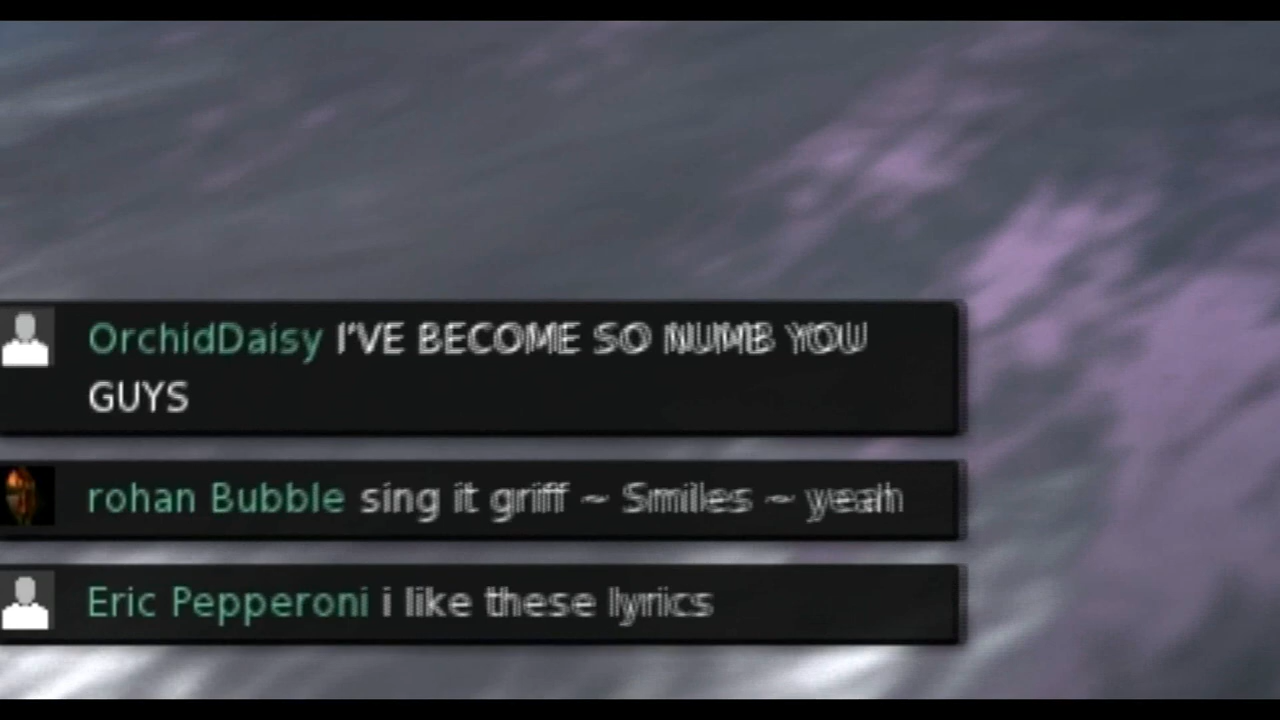 OrchidDaisy I'VE BECOME SO NUMB YOU
GUYS
rohan Bubble sing it griff ~ Smiles ~ yeah
Eric Pepperoni i like these lyrics